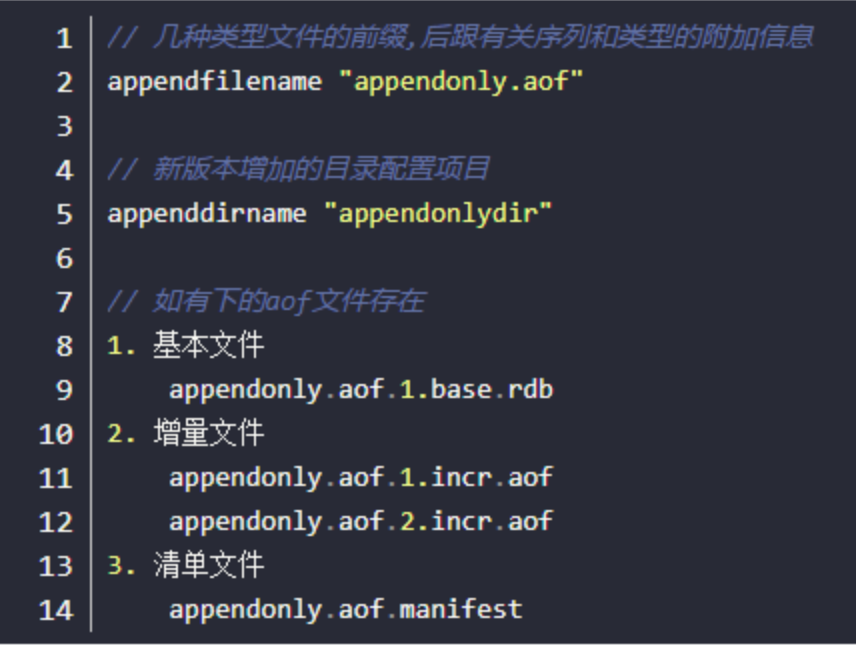 1 // 几种类型文件的前缀,后跟有关序列和类型的附加信息
2 appendfilename "appendonly.aof"
3
4 // 新版本增加的目录配置项目
5 appenddirname "appendonlydir"
6
7 // 如有下的aof文件存在
8 1. 基本文件
9 appendonly.aof.1.base.rdb
10 2. 增量文件
11 appendonly.aof.1.incr.aof
12 appendonly.aof.2.incr.aof
13 3. 清单文件
14 appendonly.aof.manifest